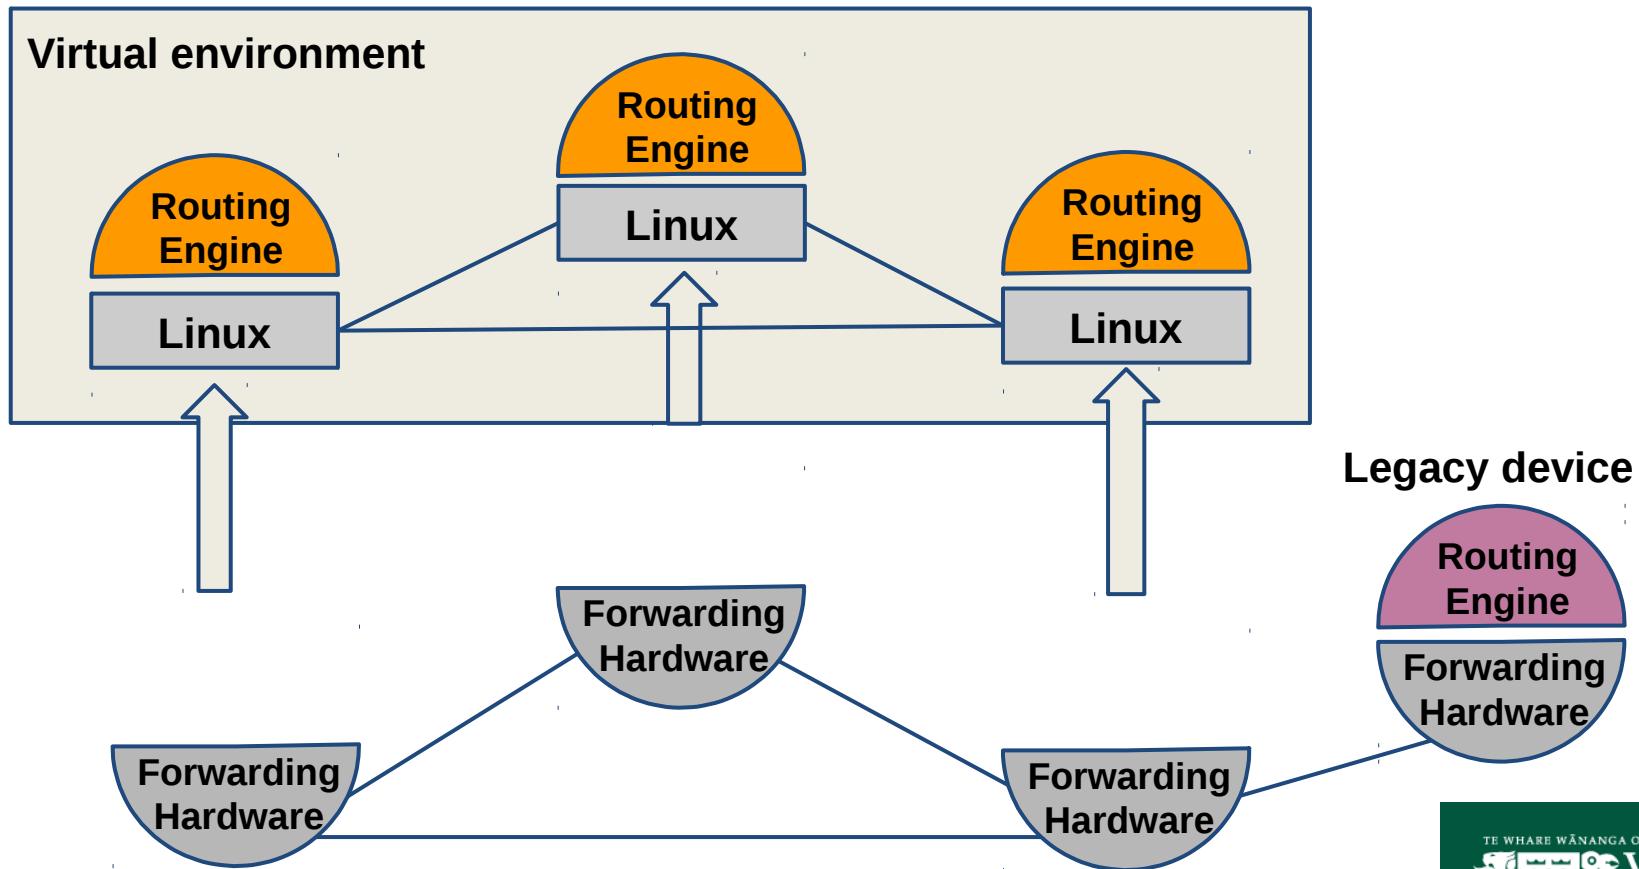 Virtual environment
Routing
Engine
Linux
Routing
Engine
Linux
Routing
Engine
Linux
Legacy device
Routing
Engine
Forwarding
Hardware
Forwarding
Hardware
Forwarding
Hardware
Forwarding
Hardware
TE WHARE WĀNANGA O